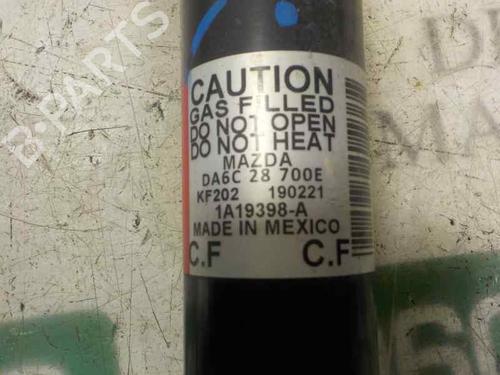 CAUTION
GAS FILLED
DO NOT OPEN
DO NOT HEAT
MAZDA
DA6C 28 700E
KF202 190221
1A19398-A
MADE IN MEXICO
C.F C.F
B-PARTS